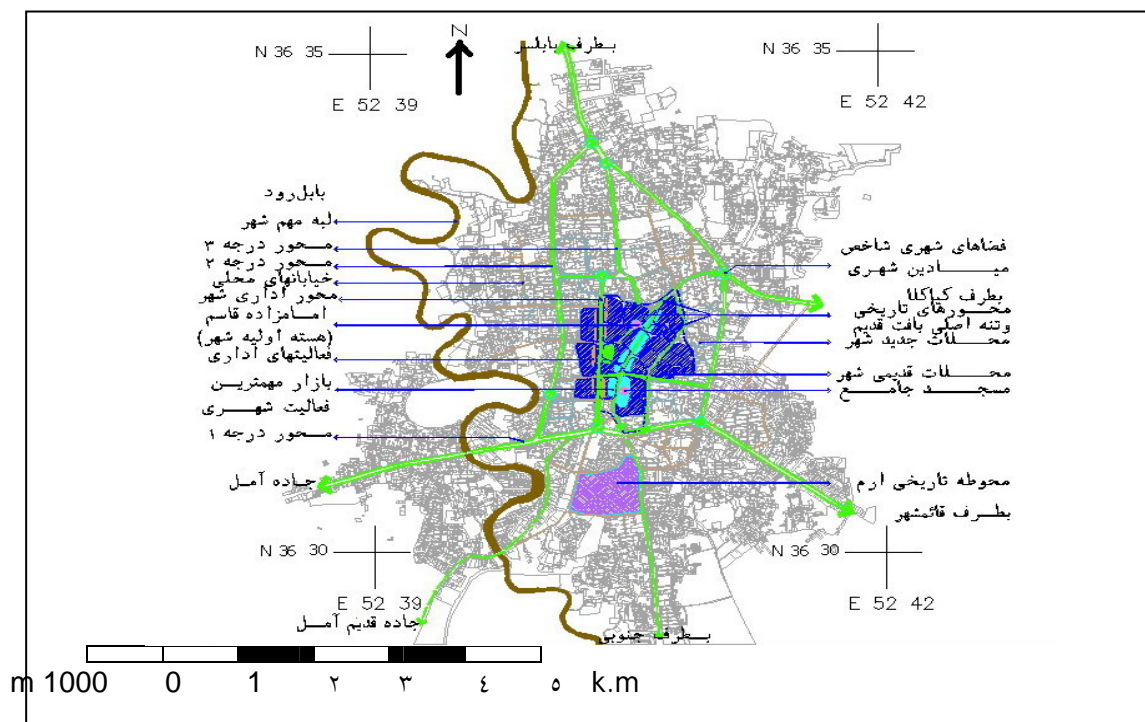 N
بطرف بابلسر
N 36 35
N 36 35
E 52 39
E 52 42
بابلرود
لبه مهم شهر
محور درجه ۳
محور درجه ۲
خیابانهای محلی
محور اداری شهر
امامزاده قاسم
(هسته اولیه شهر)
فعالیتهای اداری
بازار مهمترین
فعالیت شهری
محور درجه ۱
جاده آمل
فضاهای شهری شاخص
میادین شهری
بطرف کیاکلا
محورهای تاریخی
وتنه اصلی بافت قدیم
محلات جدید شهر
محلات قدیمی شهر
مسجد جامع
محوطه تاریخی ارم
بطرف قائمشهر
N 36 30
N 36 30
E 52 39
E 52 42
جاده قدیم آمل
بطرف جنوبی
m 1000 0 1 ۲ ۳ ٤ ٥ k.m